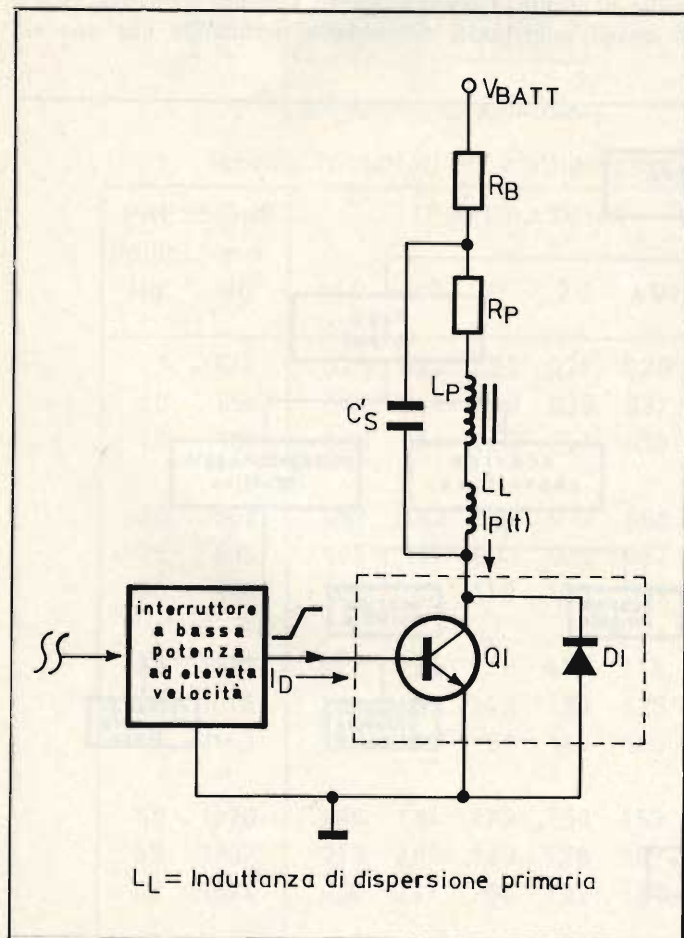 VBATT
RB
RP
LP
C'S
LL
IP(t)
interruttore
a bassa
potenza
ad elevata
velocità
ID
Q1
D1
LL = Induttanza di dispersione primaria